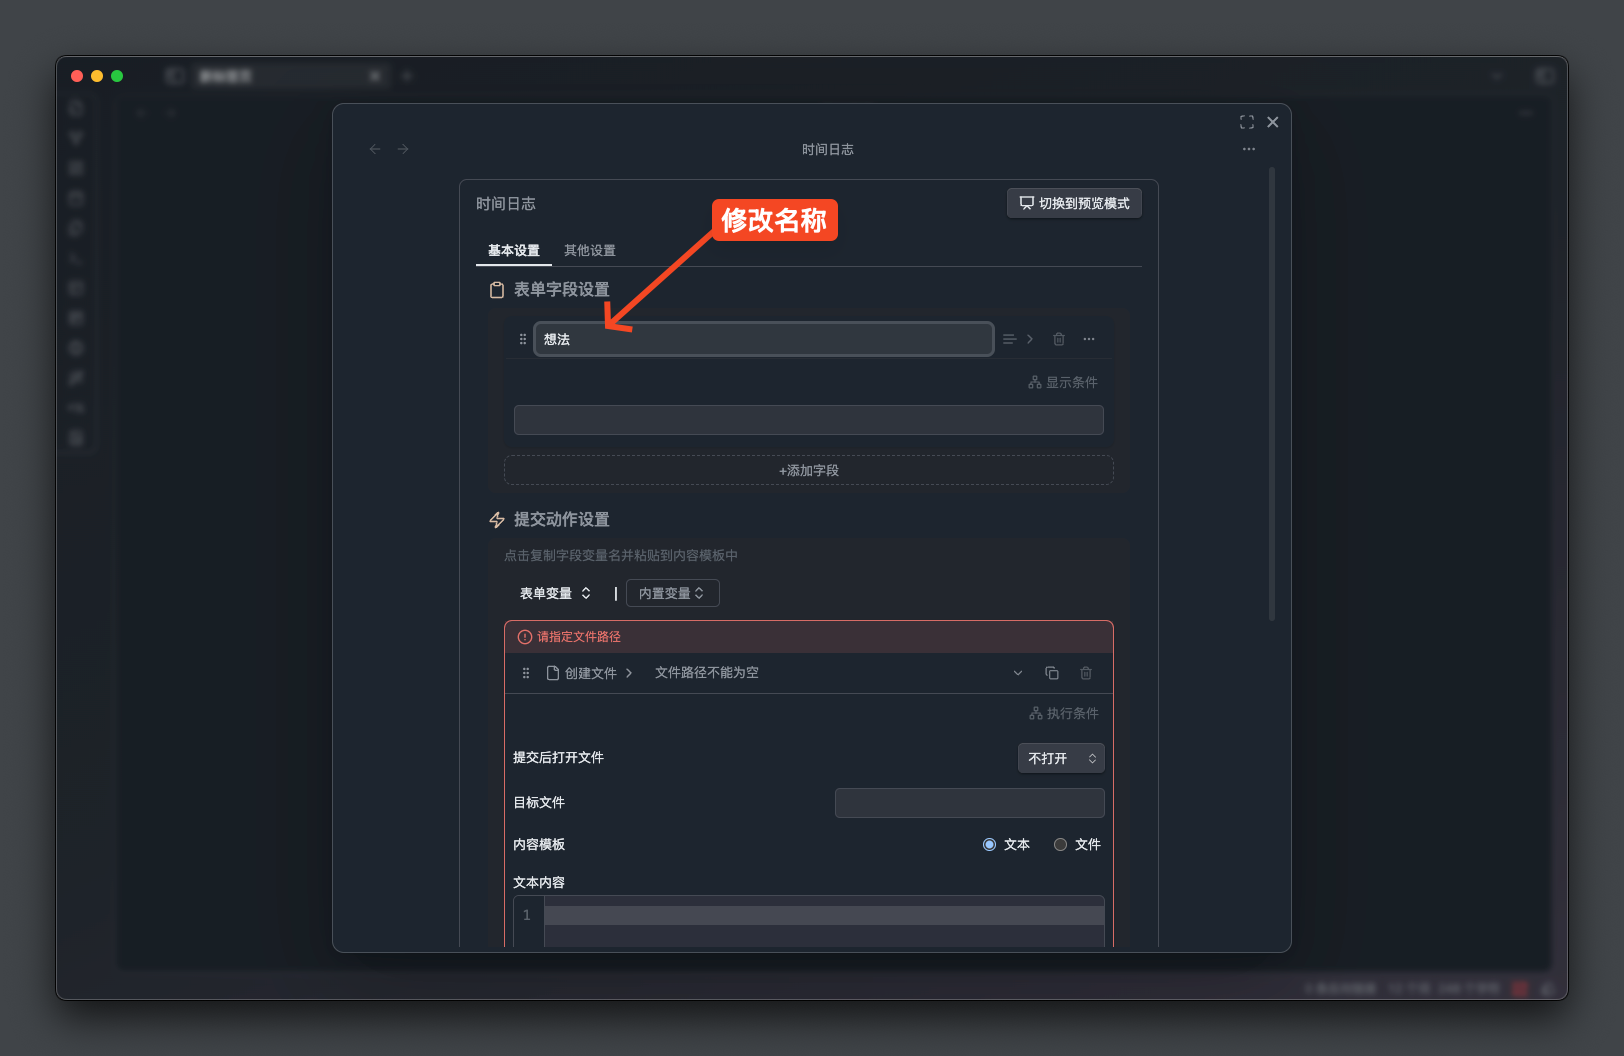 时间日志
时间日志
切换到预览模式
修改名称
基本设置 其他设置
表单字段设置
想法
显示条件
+添加字段
提交动作设置
点击复制字段变量名并粘贴到内容模板中
表单变量 | 内置变量
请指定文件路径
创建文件 文件路径不能为空
执行条件
提交后打开文件 不打开
目标文件
内容模板 文本 文件
文本内容
1